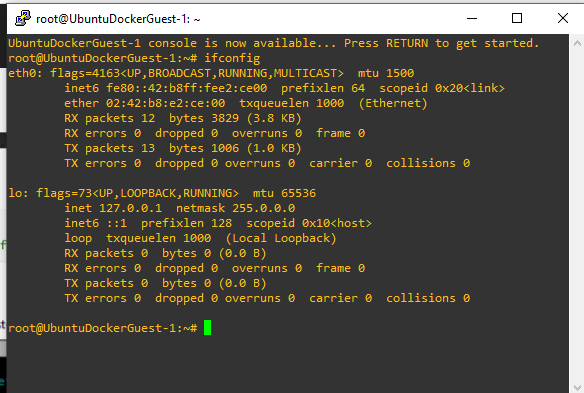 root@UbuntuDockerGuest-1: ~
UbuntuDockerGuest-1 console is now available... Press RETURN to get started.
root@UbuntuDockerGuest-1:~# ifconfig
eth0: flags=4163<UP,BROADCAST,RUNNING,MULTICAST>  mtu 1500
        inet6 fe80::42:b8ff:fee2:ce00  prefixlen 64  scopeid 0x20<link>
        ether 02:42:b8:e2:ce:00  txqueuelen 1000  (Ethernet)
        RX packets 12  bytes 3829 (3.8 KB)
        RX errors 0  dropped 0  overruns 0  frame 0
        TX packets 13  bytes 1006 (1.0 KB)
        TX errors 0  dropped 0 overruns 0  carrier 0  collisions 0
lo: flags=73<UP,LOOPBACK,RUNNING>  mtu 65536
        inet 127.0.0.1  netmask 255.0.0.0
        inet6 ::1  prefixlen 128  scopeid 0x10<host>
        loop  txqueuelen 1000  (Local Loopback)
        RX packets 0  bytes 0 (0.0 B)
        RX errors 0  dropped 0  overruns 0  frame 0
        TX packets 0  bytes 0 (0.0 B)
        TX errors 0  dropped 0 overruns 0  carrier 0  collisions 0
root@UbuntuDockerGuest-1:~#